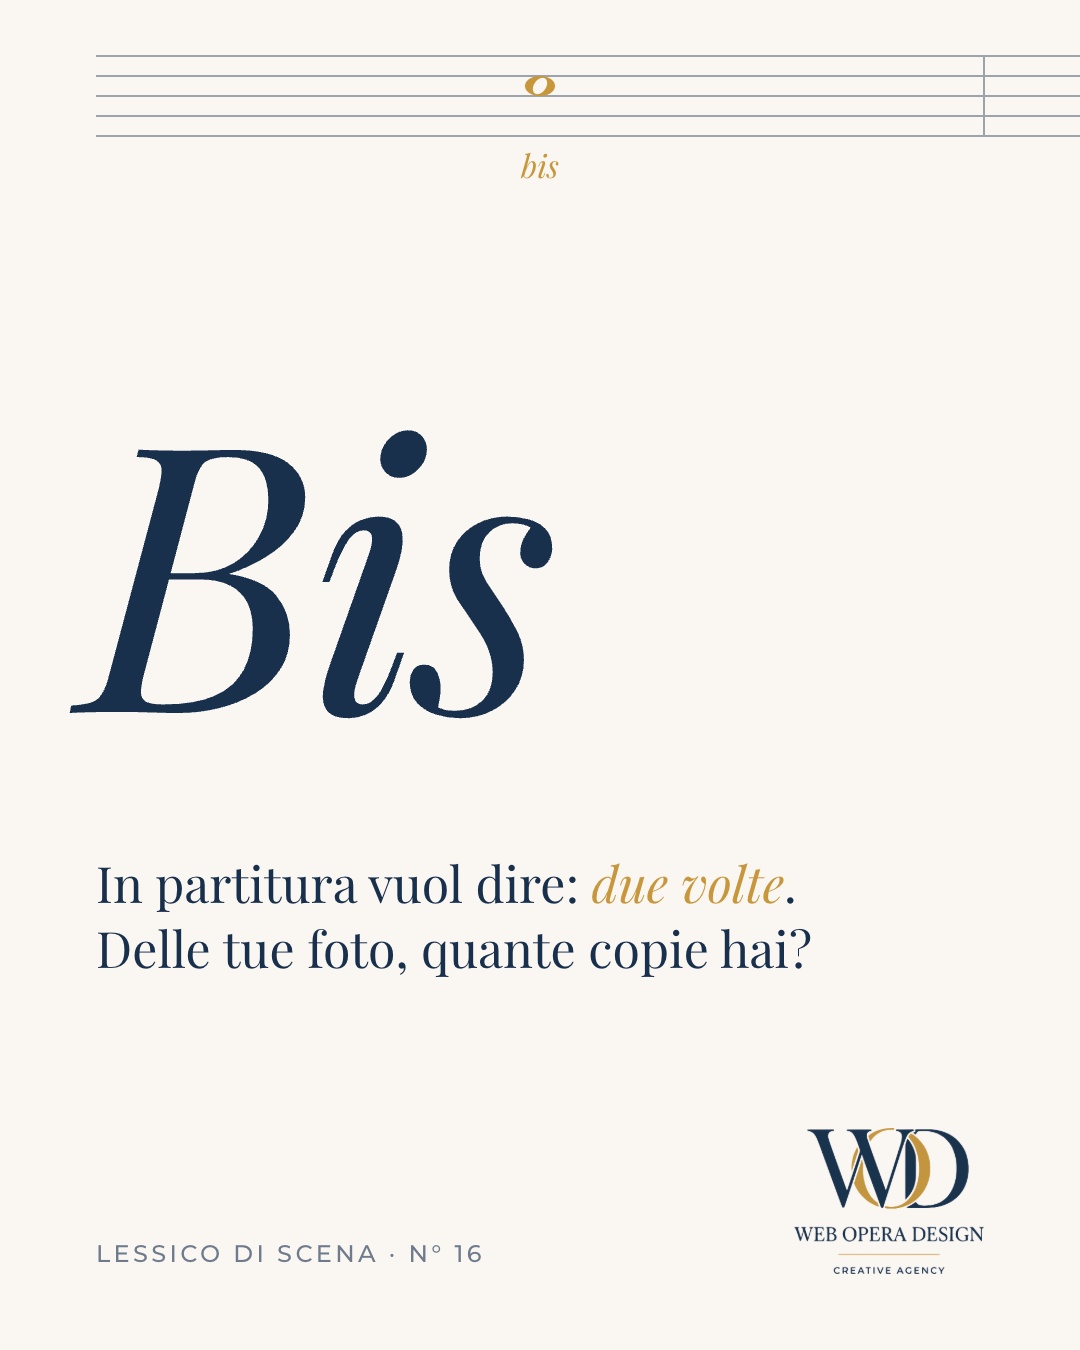 bis
Bis
In partitura vuol dire: due volte.
Delle tue foto, quante copie hai?
LESSICO DI SCENA · N° 16
WOD
WEB OPERA DESIGN
CREATIVE AGENCY